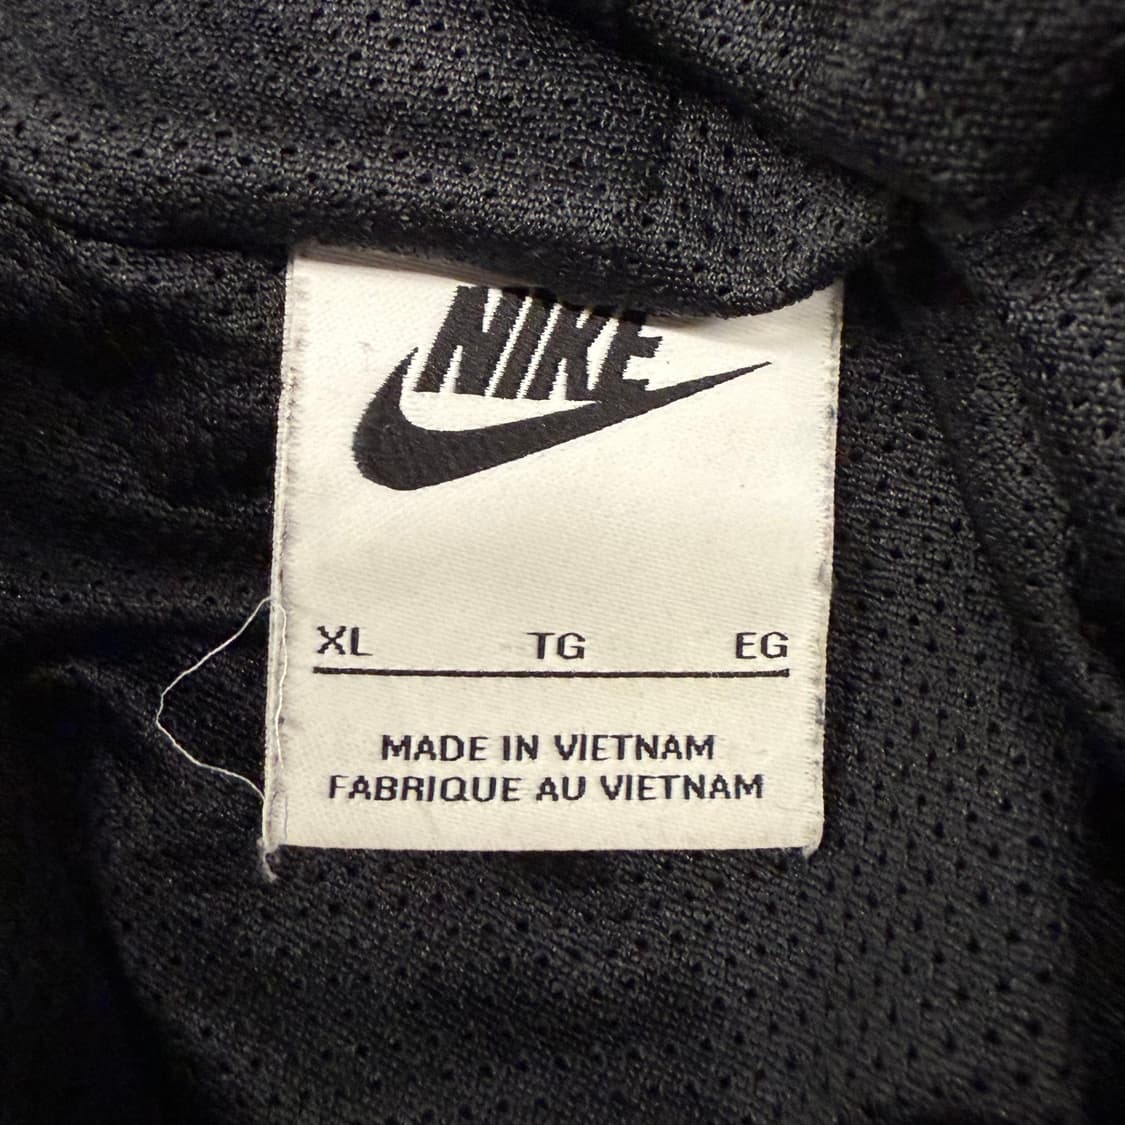 NIKE
XL TG EG
MADE IN VIETNAM
FABRIQUE AU VIETNAM